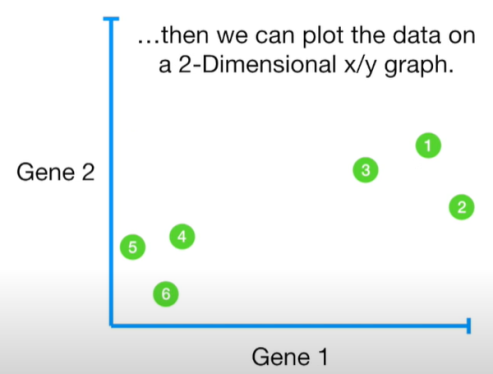 ...then we can plot the data on
a 2-Dimensional x/y graph.
1
3
Gene 2
2
4
5
6
Gene 1